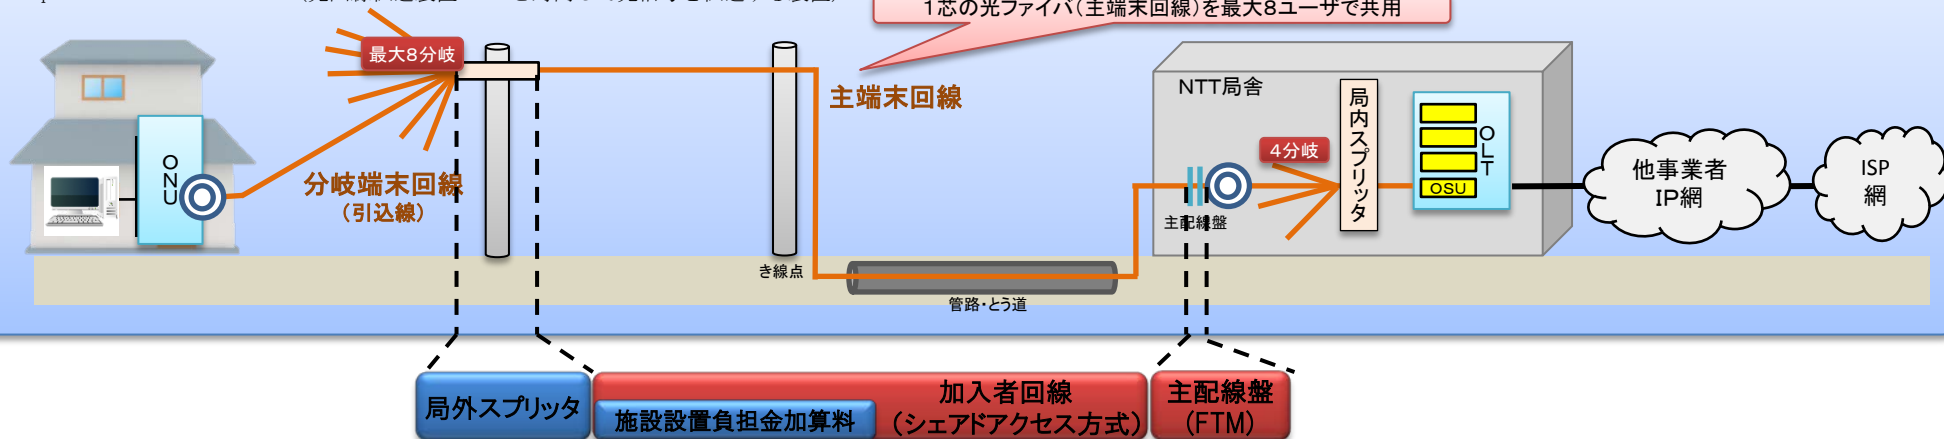 1芯の光ファイバ(主端末回線)を最大8ユーザで共用
最大8分岐
主端末回線
NTT局舎
局内スプリッタ
OLT
OSU
4分岐
ONU
分岐端末回線
(引込線)
主配線盤
他事業者
IP網
ISP
網
き線点
管路・とう道
局外スプリッタ
施設設置負担金加算料
加入者回線
(シェアドアクセス方式)
主配線盤
(FTM)